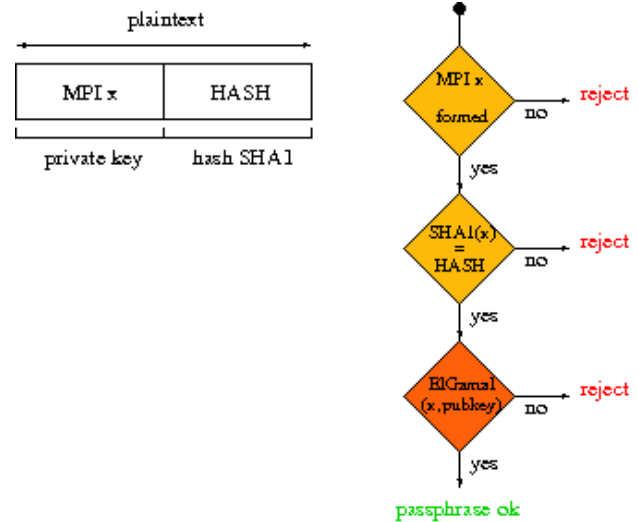 plaintext
MPI x
HASH
private key
hash SHA1
MPI x
formed
no
reject
yes
SHA1(x)
=
HASH
no
reject
yes
ElGamal
(x,pubkey)
no
reject
yes
passphrase ok